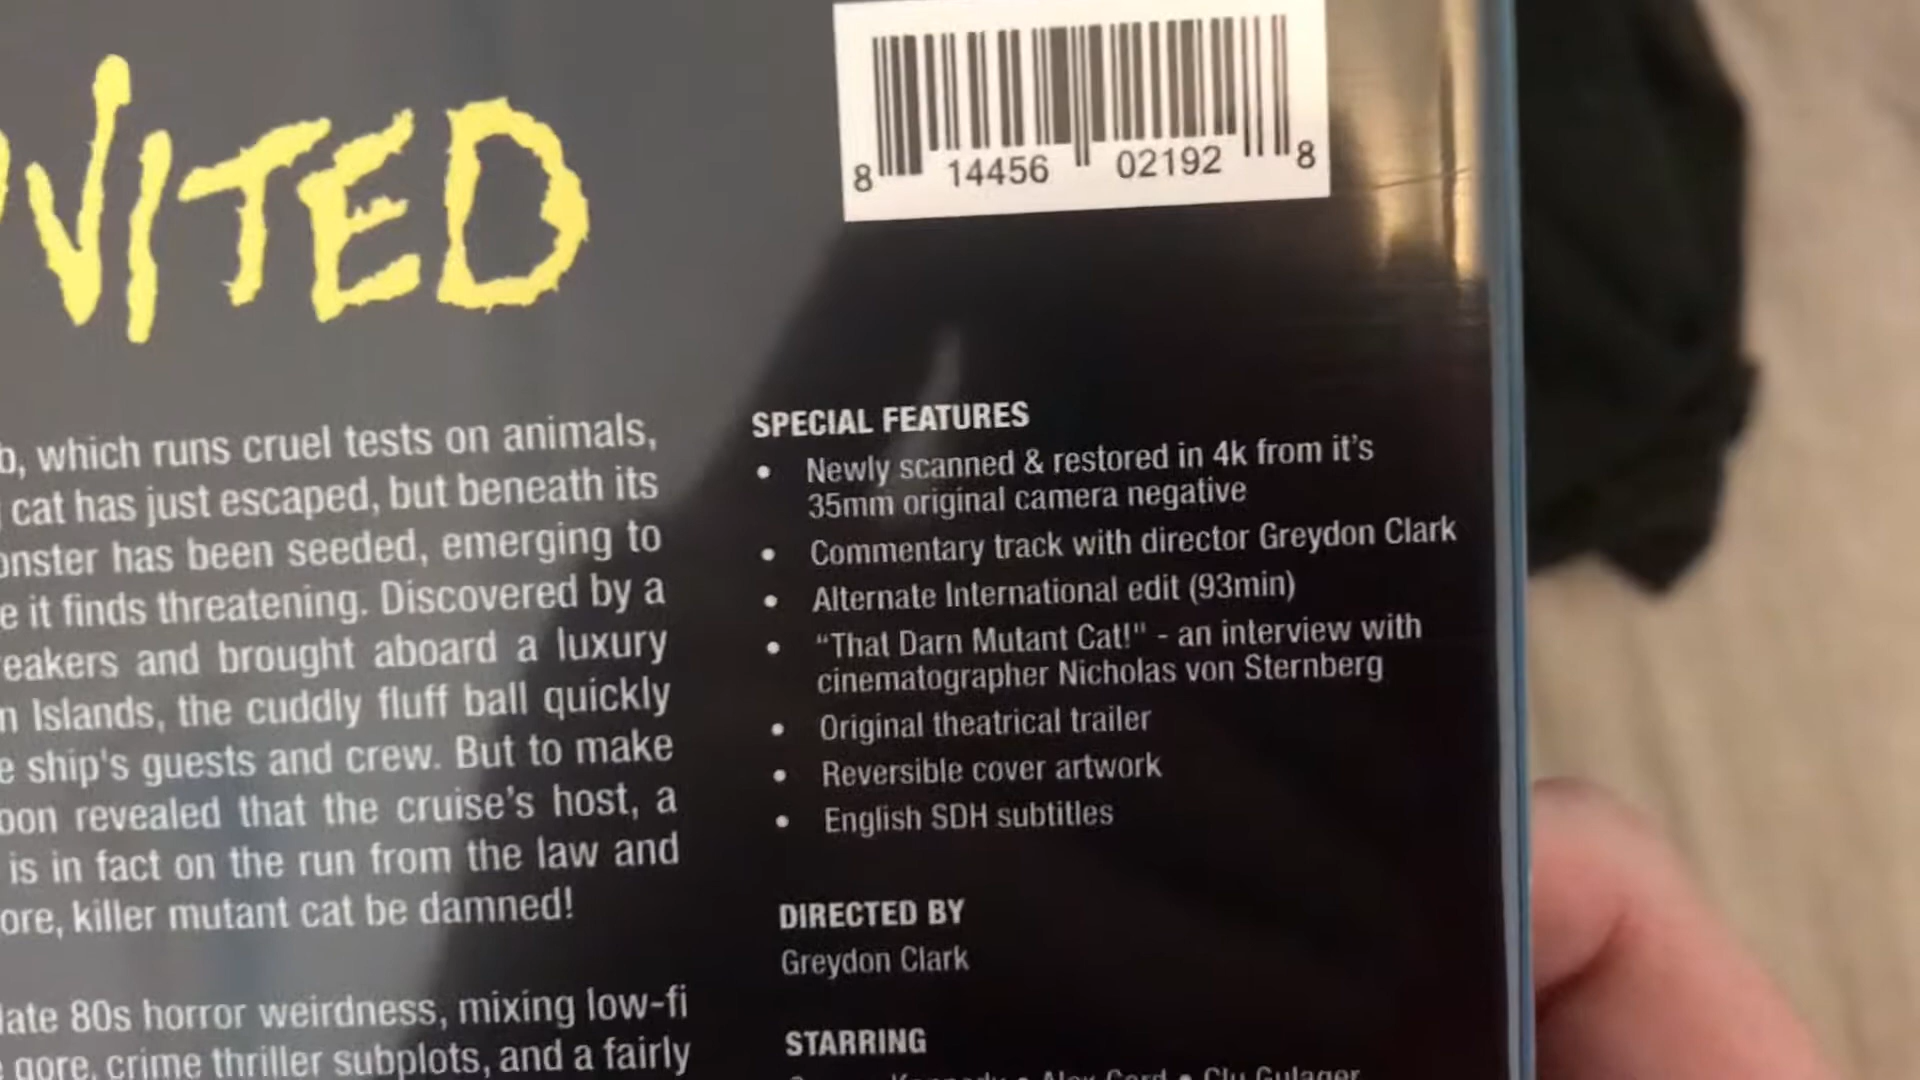 VITED
8 14456 02192 8
which runs cruel tests on animals,
cat has just escaped, but beneath its
has been seeded, emerging to
it finds threatening. Discovered by a
and brought aboard a luxury
Islands, the cuddly fluff ball quickly
ship's guests and crew. But to make
revealed that the cruise's host, a
is in fact on the run from the law and
killer mutant cat be damned!
late 80s horror weirdness, mixing low-fi
gore, crime thriller subplots, and a fairly
SPECIAL FEATURES
• Newly scanned & restored in 4k from it's
35mm original camera negative
• Commentary track with director Greydon Clark
• Alternate International edit (93min)
• “That Darn Mutant Cat!" - an interview with
cinematographer Nicholas von Sternberg
• Original theatrical trailer
• Reversible cover artwork
• English SDH subtitles
DIRECTED BY
Greydon Clark
STARRING
Kennedy • Alex Cord • Clu Gulager